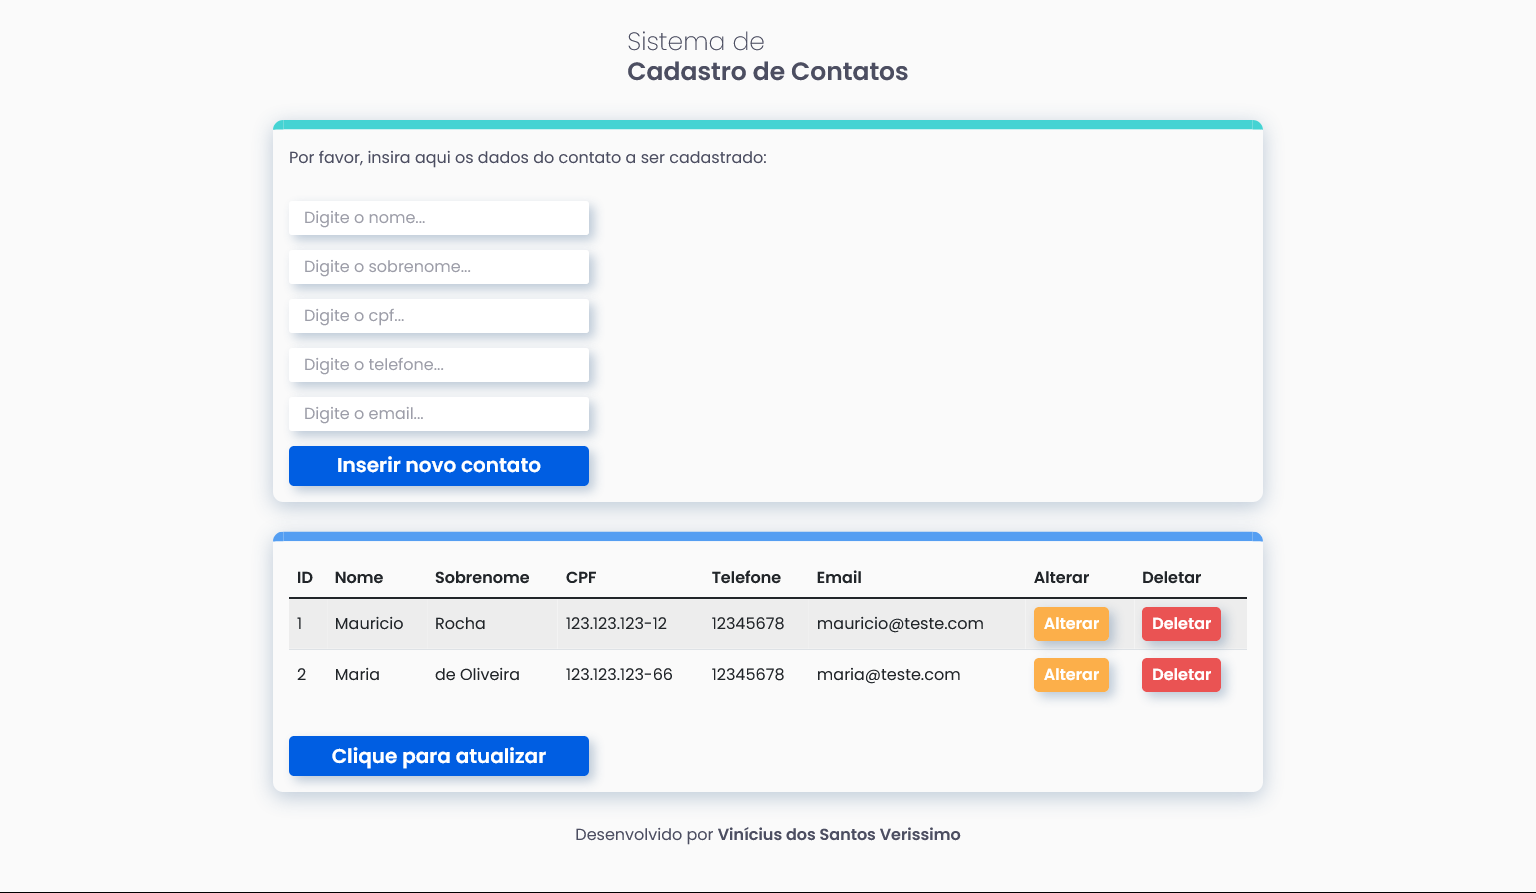 Sistema de
Cadastro de Contatos
Por favor, insira aqui os dados do contato a ser cadastrado:
Digite o nome...
Digite o sobrenome...
Digite o cpf...
Digite o telefone...
Digite o email...
Inserir novo contato
ID Nome Sobrenome CPF Telefone Email Alterar Deletar
1 Mauricio Rocha 123.123.123-12 12345678 mauricio@teste.com Alterar Deletar
2 Maria de Oliveira 123.123.123-66 12345678 maria@teste.com Alterar Deletar
Clique para atualizar
Desenvolvido por Vinícius dos Santos Verissimo